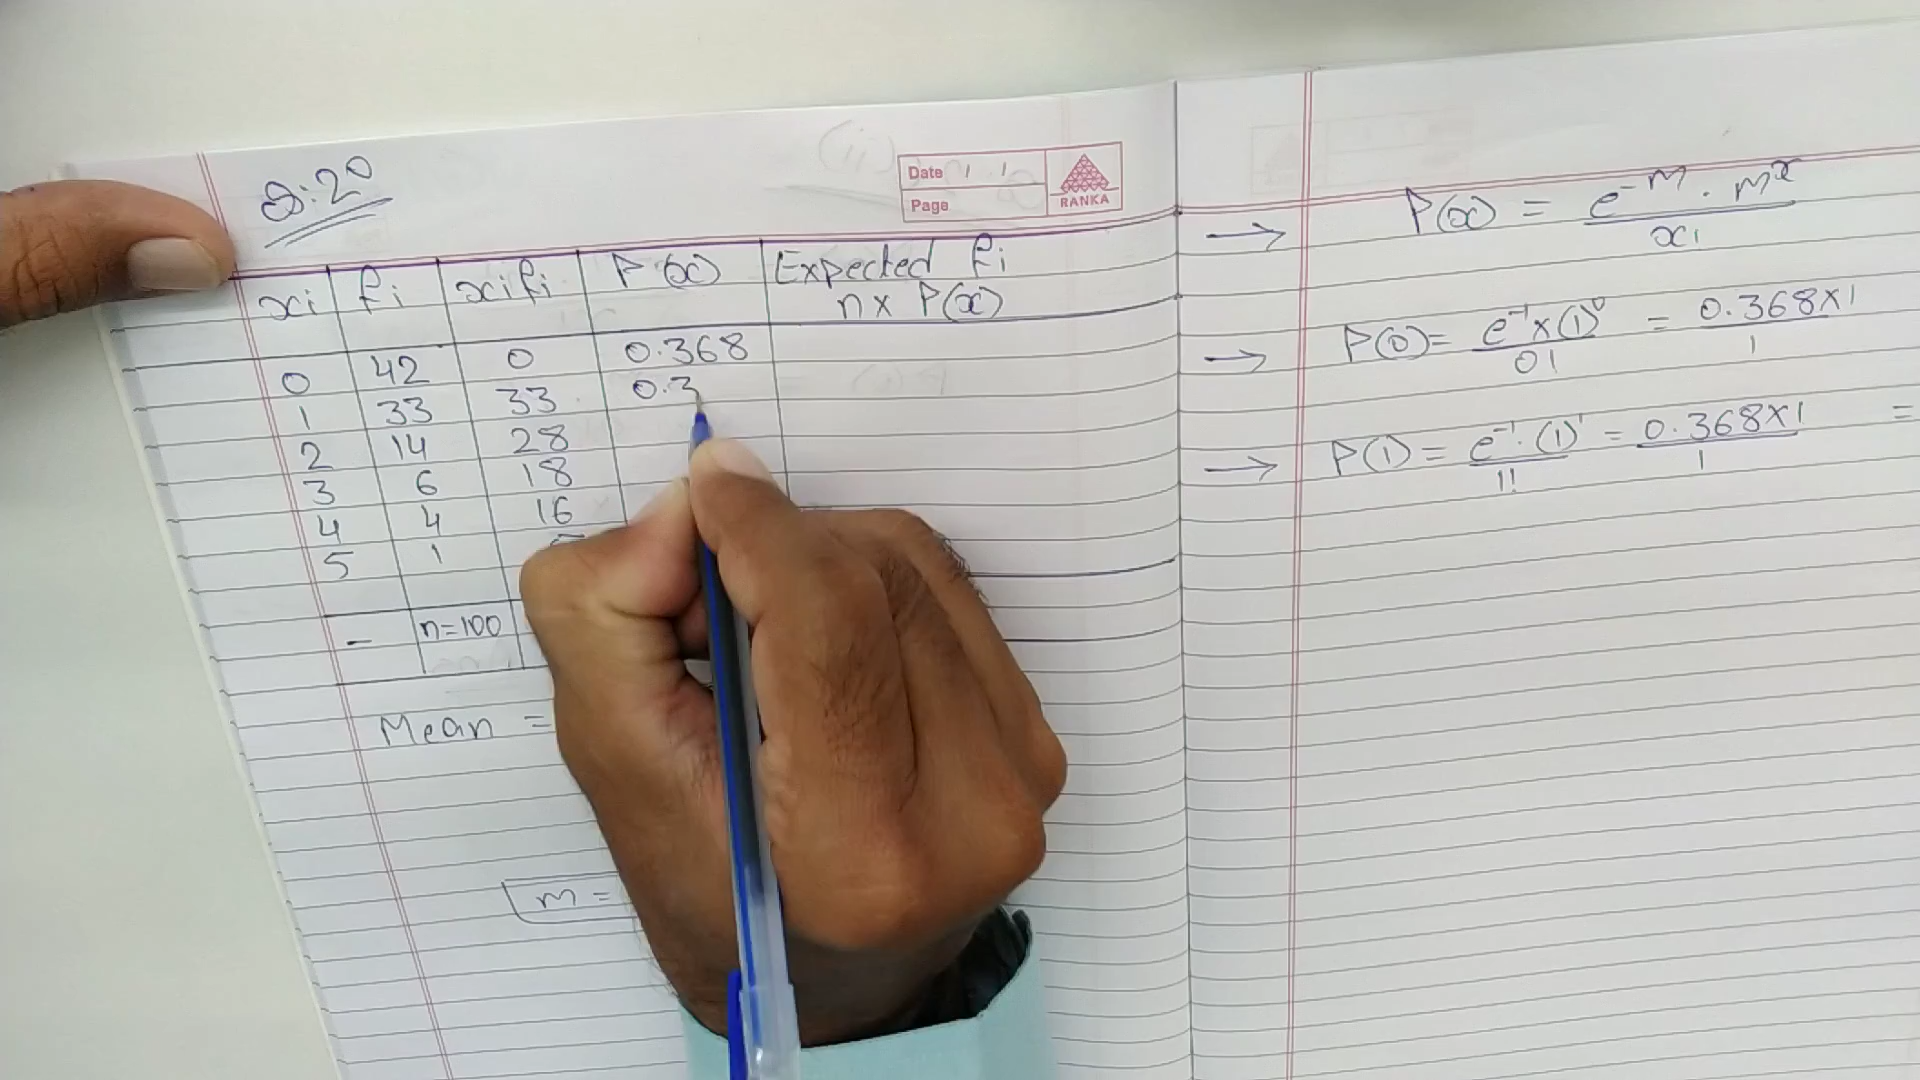 Q:20
Date
Page
RANKA
xi fi xifi P(x) Expected fi
n x P(x)
0 42 0 0.368
1 33 33 0.3
2 14 28
3 6 18
4 4 16
5 1
- n=100
Mean =
m =
→ P(x) = e^-m . m^x / x!
→ P(0) = e^-1 x (1)^0 / 0! = 0.368x1 / 1
→ P(1) = e^-1 . (1)^1 / 1! = 0.368x1 / 1 =